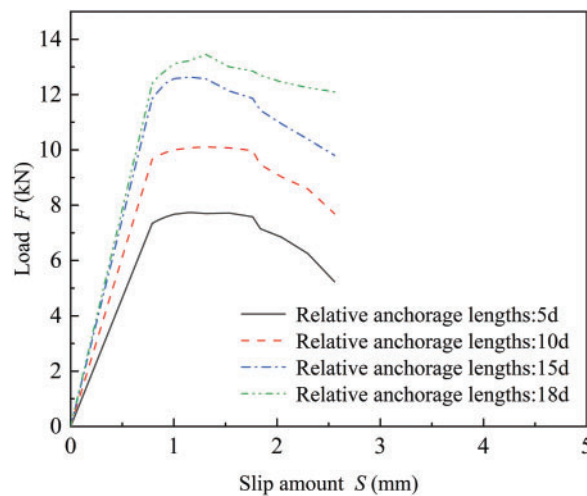 14
12
10
8
6
4
2
0
Load F (kN)
Relative anchorage lengths:5d
Relative anchorage lengths:10d
Relative anchorage lengths:15d
Relative anchorage lengths:18d
0 1 2 3 4 5
Slip amount S (mm)